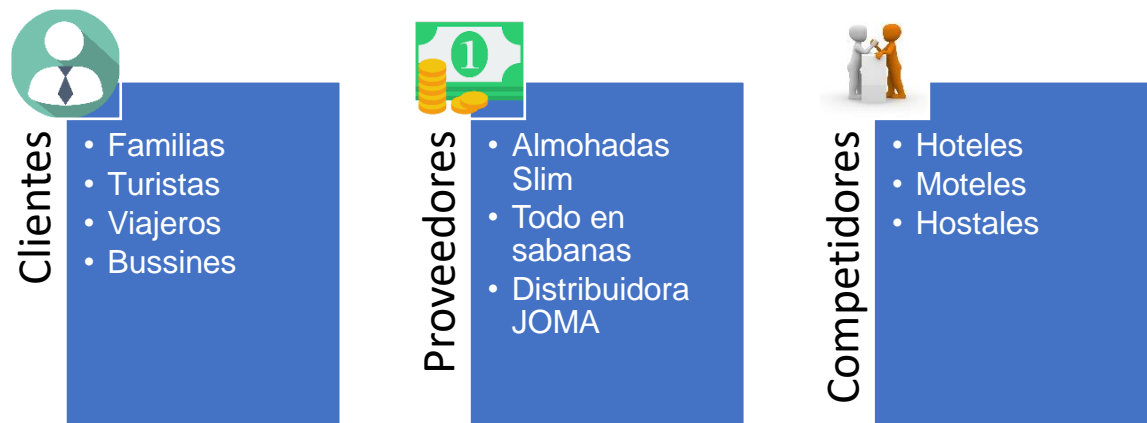 Clientes
• Familias
• Turistas
• Viajeros
• Bussines
1
Proveedores
• Almohadas
Slim
• Todo en
sabanas
• Distribuidora
JOMA
Competidores
• Hoteles
• Moteles
• Hostales